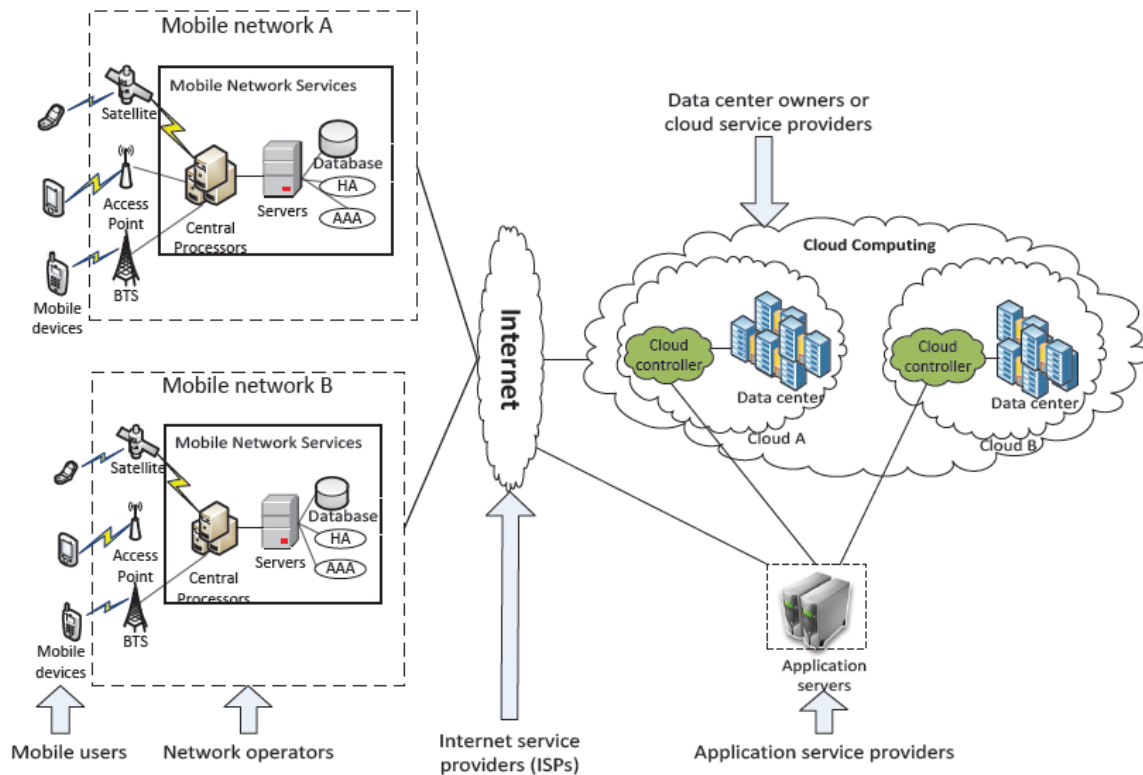 Mobile network A
Mobile Network Services
Satellite
Database
HA
AAA
Servers
Access
Point
Central
Processors
BTS
Mobile
devices
Mobile network B
Mobile Network Services
Satellite
Database
HA
AAA
Servers
Access
Point
Central
Processors
BTS
Mobile
devices
Mobile users
Network operators
Internet
Internet service
providers (ISPs)
Data center owners or
cloud service providers
Cloud Computing
Cloud
controller
Data center
Cloud A
Cloud
controller
Data center
Cloud B
Application
servers
Application service providers